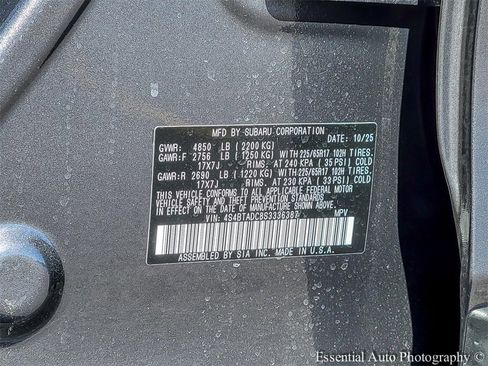 MFD BY SUBARU CORPORATION
GVWR: 4850 LB (2200 KG) DATE: 10/25
GAWR:F 2756 LB (1250 KG) WITH 225/65R17 102H TIRES.
17X7J RIMS. AT 240 KPA (35 PSI) COLD
GAWR:R 2690 LB (1220 KG) WITH 225/65R17 102H TIRES.
17X7J RIMS. AT 230 KPA (33 PSI) COLD
THIS VEHICLE CONFORMS TO ALL APPLICABLE FEDERAL MOTOR
VEHICLE SAFETY AND THEFT PREVENTION STANDARDS
IN EFFECT ON THE DATE OF MANUFACTURE SHOWN ABOVE.
VIN: 4S4BTADC8S3336387 MPV
ASSEMBLED BY SIA INC. MADE IN U.S.A.
Essential Auto Photography ©